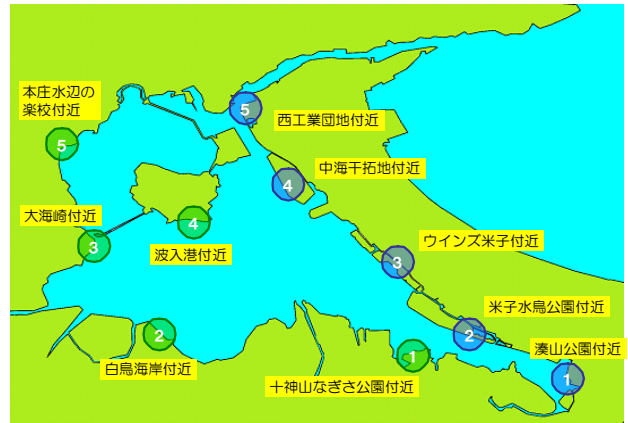 本庄水辺の
楽校付近
5
5
西工業団地付近
中海干拓地付近
4
大海崎付近
3
4
波入港付近
ウインズ米子付近
3
米子水鳥公園付近
2
2
白鳥海岸付近
1
十神山なぎさ公園付近
湊山公園付近
1